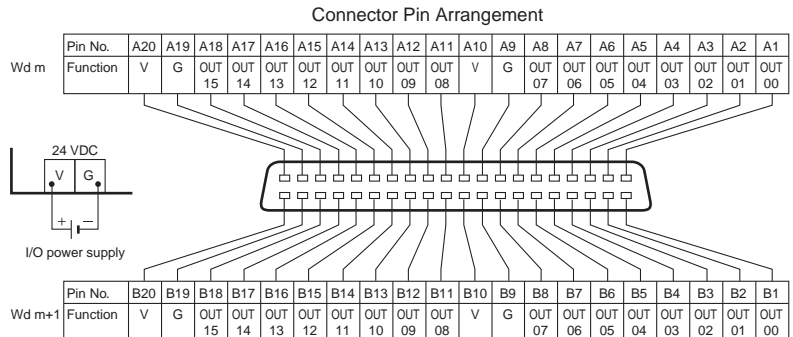 Connector Pin Arrangement
Pin No. A20 A19 A18 A17 A16 A15 A14 A13 A12 A11 A10 A9 A8 A7 A6 A5 A4 A3 A2 A1
Wd m Function V G OUT OUT OUT OUT OUT OUT OUT OUT V G OUT OUT OUT OUT OUT OUT OUT OUT
15 14 13 12 11 10 09 08 07 06 05 04 03 02 01 00
24 VDC
V G
+ −
I/O power supply
Pin No. B20 B19 B18 B17 B16 B15 B14 B13 B12 B11 B10 B9 B8 B7 B6 B5 B4 B3 B2 B1
Wd m+1 Function V G OUT OUT OUT OUT OUT OUT OUT OUT V G OUT OUT OUT OUT OUT OUT OUT OUT
15 14 13 12 11 10 09 08 07 06 05 04 03 02 01 00